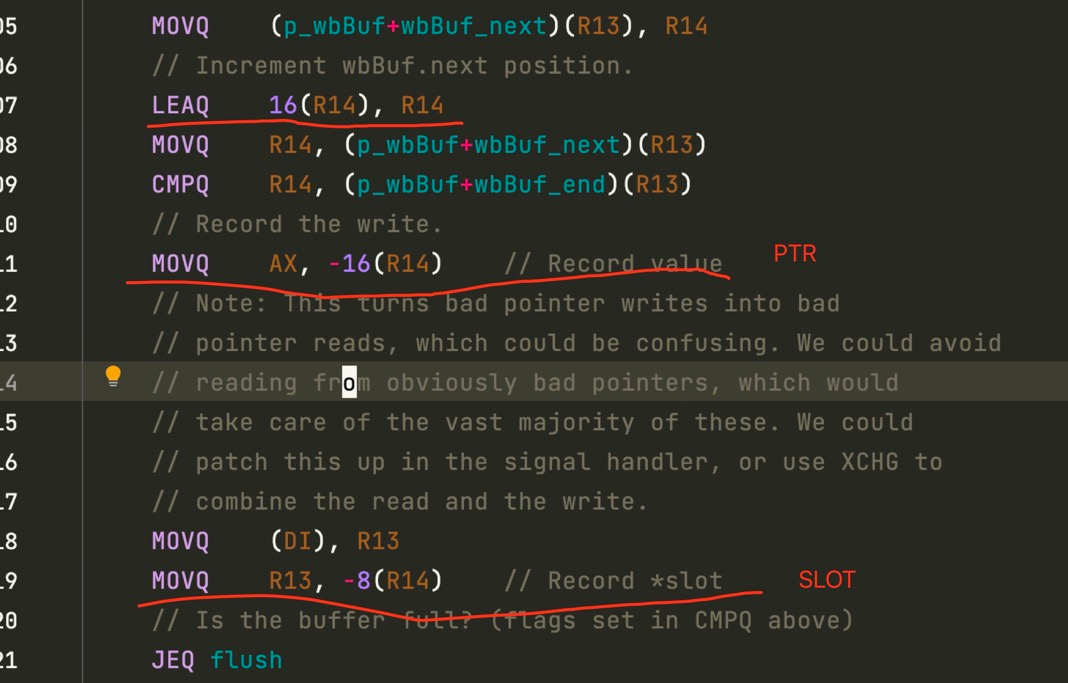 05 MOVQ (p_wbBuf+wbBuf_next)(R13), R14
06 // Increment wbBuf.next position.
07 LEAQ 16(R14), R14
08 MOVQ R14, (p_wbBuf+wbBuf_next)(R13)
09 CMPQ R14, (p_wbBuf+wbBuf_end)(R13)
10 // Record the write.
11 MOVQ AX, -16(R14) // Record value PTR
12 // Note: This turns bad pointer writes into bad
13 // pointer reads, which could be confusing. We could avoid
14 // reading from obviously bad pointers, which would
15 // take care of the vast majority of these. We could
16 // patch this up in the signal handler, or use XCHG to
17 // combine the read and the write.
18 MOVQ (DI), R13
19 MOVQ R13, -8(R14) // Record *slot SLOT
20 // Is the buffer full? (flags set in CMPQ above)
21 JEQ flush